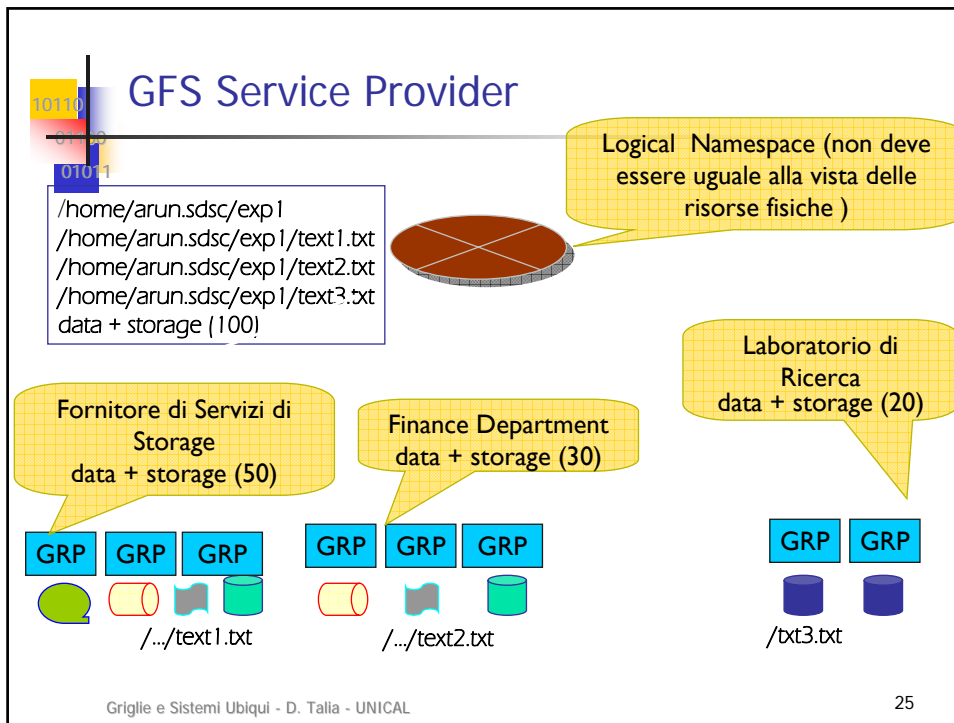 GFS Service Provider
10110
01100
01011
Logical Namespace (non deve
essere uguale alla vista delle
risorse fisiche )
/home/arun.sdsc/exp1
/home/arun.sdsc/exp1/text1.txt
/home/arun.sdsc/exp1/text2.txt
/home/arun.sdsc/exp1/text3.txt
data + storage (100)
Fornitore di Servizi di
Storage
data + storage (50)
Finance Department
data + storage (30)
Laboratorio di
Ricerca
data + storage (20)
GRP GRP GRP
GRP GRP GRP
GRP GRP
/.../text1.txt
/.../text2.txt
/txt3.txt
Griglie e Sistemi Ubiqui - D. Talia - UNICAL
25